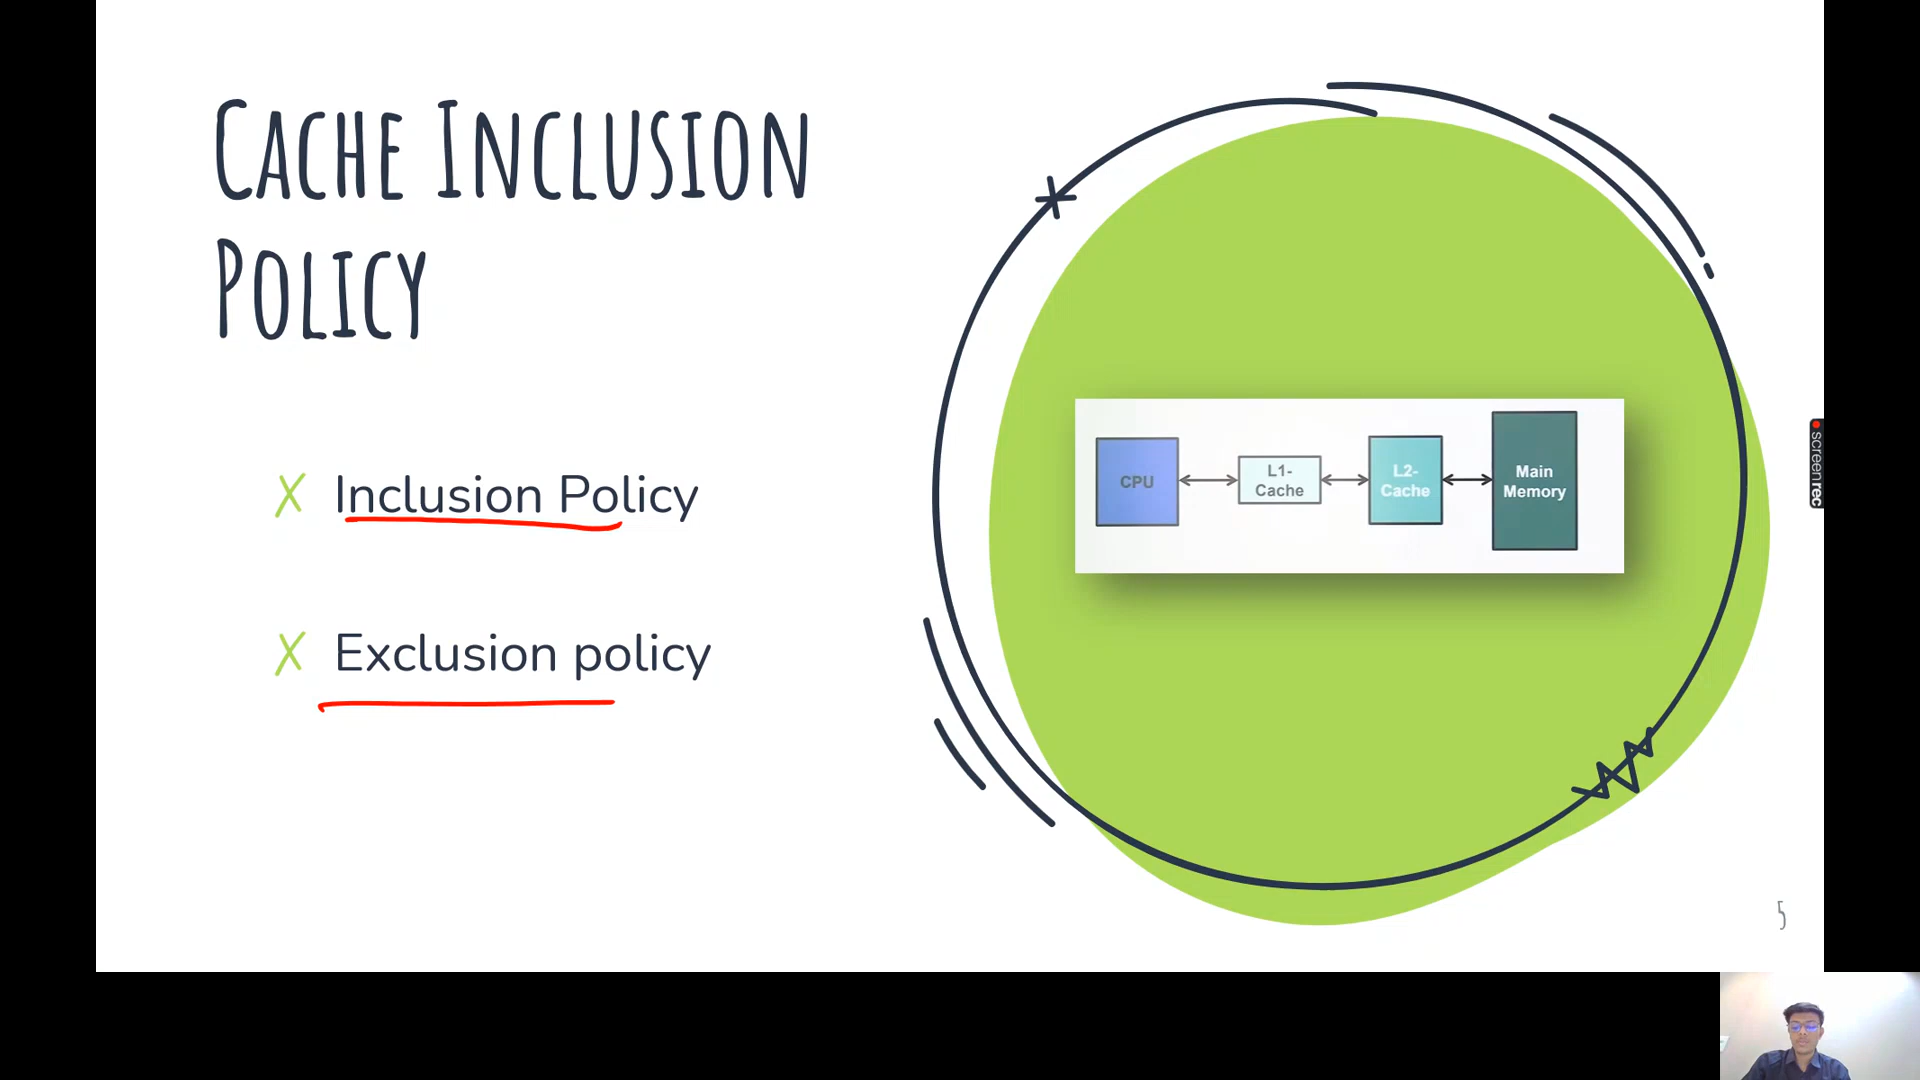 Cache Inclusion
Policy
Inclusion Policy
Exclusion policy
CPU
L1-
Cache
L2-
Cache
Main
Memory
screenrec
5